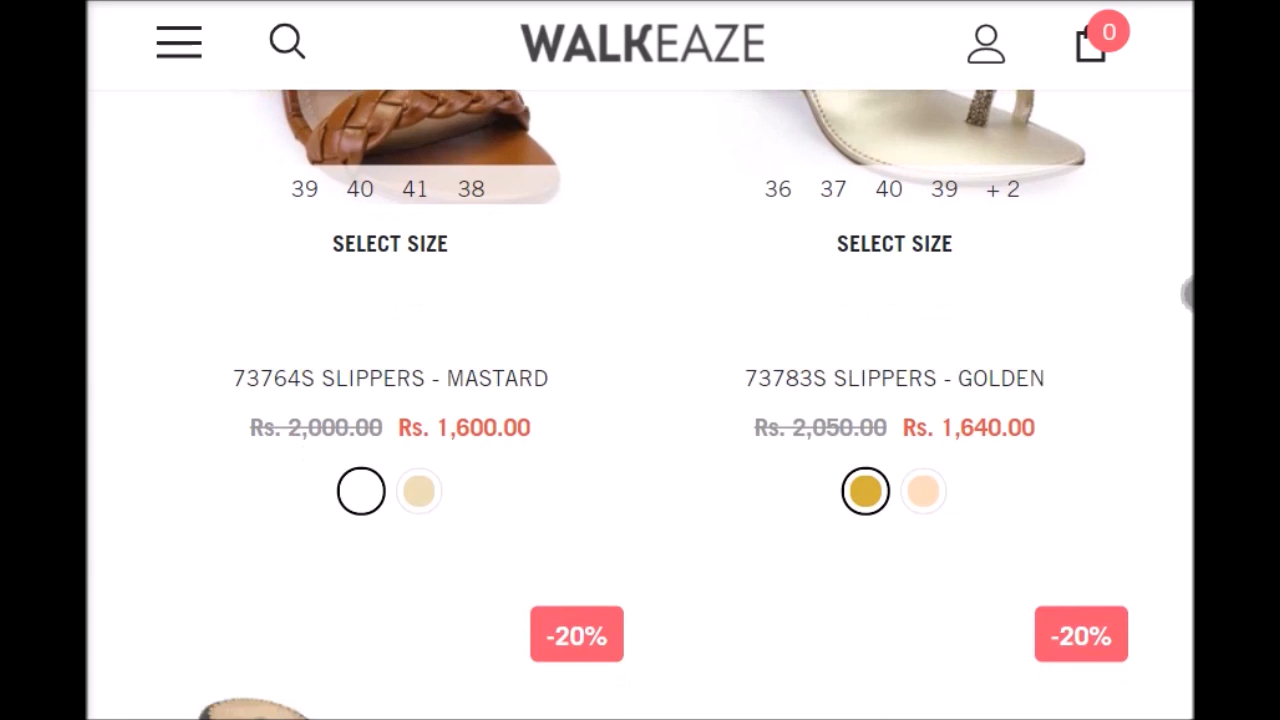 WALKEAZE
0
39 40 41 38
36 37 40 39 + 2
SELECT SIZE
SELECT SIZE
73764S SLIPPERS - MASTARD
73783S SLIPPERS - GOLDEN
Rs. 2,000.00 Rs. 1,600.00
Rs. 2,050.00 Rs. 1,640.00
-20%
-20%